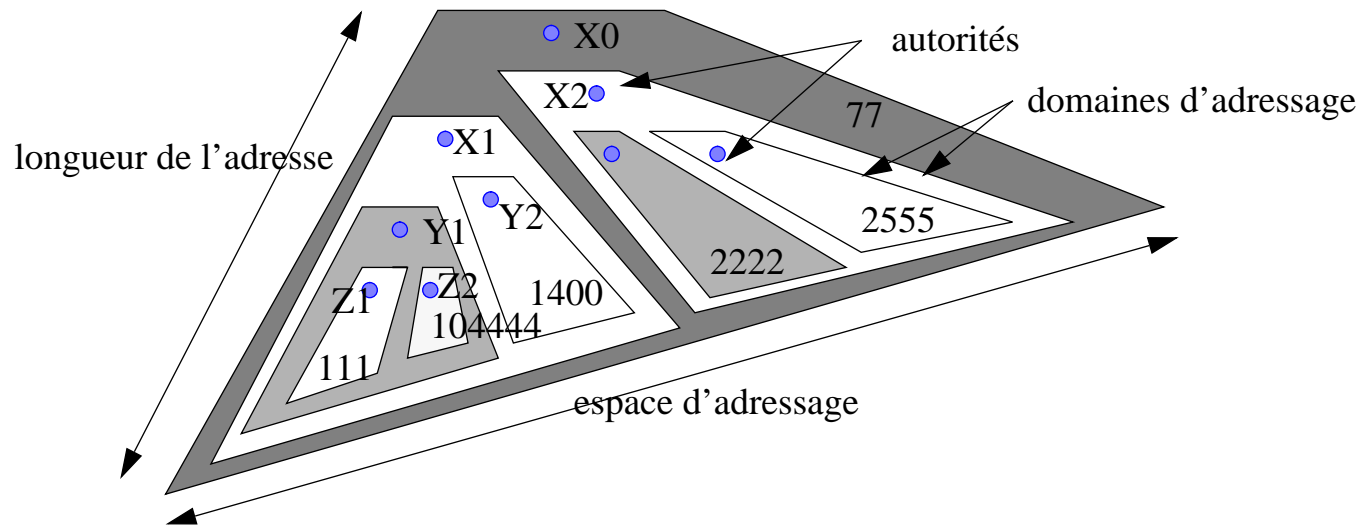 X0
autorités
X2
domaines d’adressage
77
X1
longueur de l’adresse
Y2
2555
Y1
2222
Z1
Z2
1400
104444
111
espace d’adressage